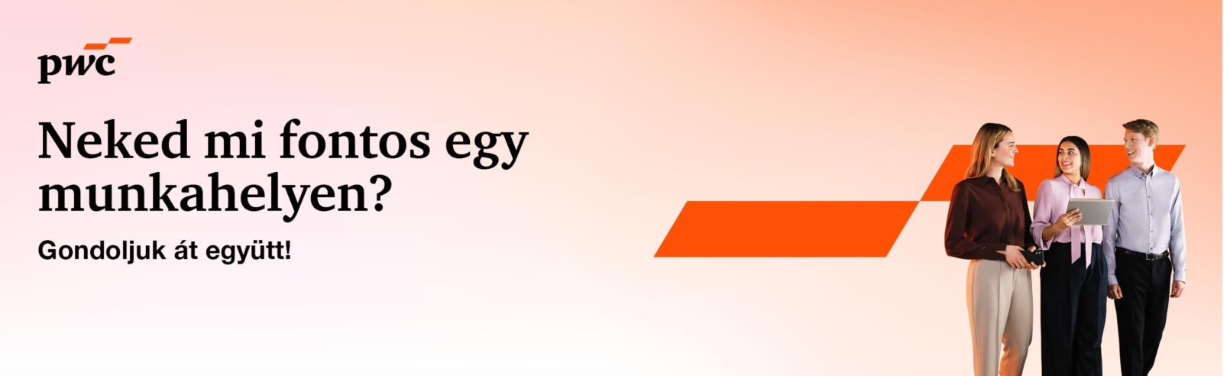 pwc
Neked mi fontos egy
munkahelyen?
Gondoljuk át együtt!